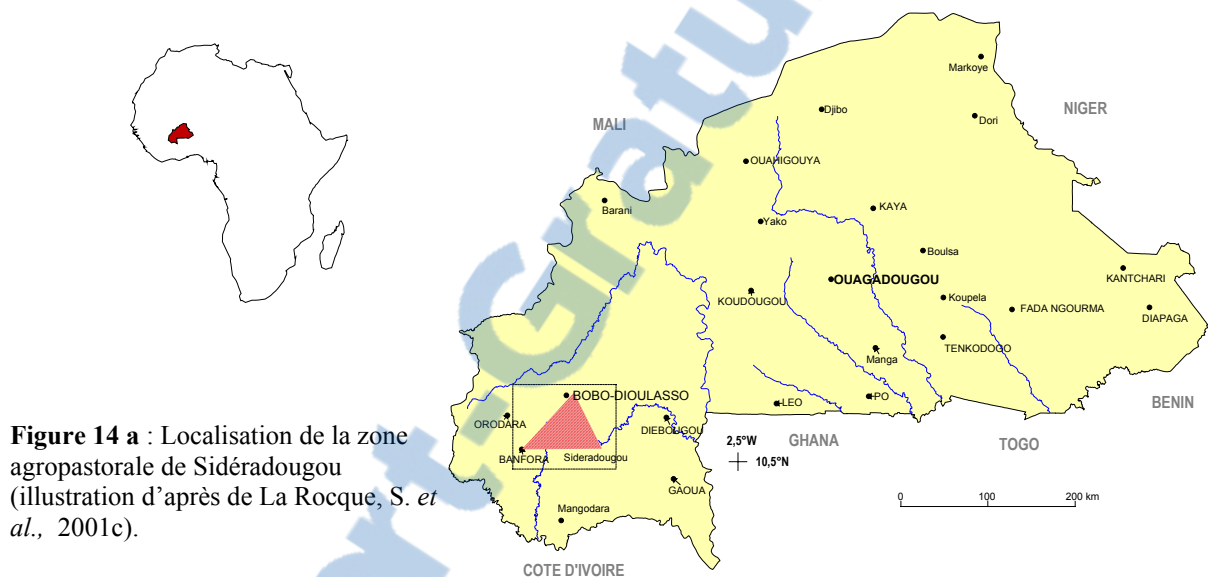 Markoye
NIGER
Djibo
Dori
MALI
OUAHIGOUYA
Barani
KAYA
Yako
Boulsa
KANTCHARI
OUAGADOUGOU
KOUDOUGOU
Koupela
FADA NGOURMA
DIAPAGA
TENKODOGO
Manga
BOBO-DIOULASSO
LEO
PO
BENIN
ORODARA
DIEBOUGOU
Figure 14 a : Localisation de la zone
agropastorale de Sidéradougou
(illustration d'après de La Rocque, S. et
al., 2001c).
BANFORA
Sideradougou
2,5°W
10,5°N
GHANA
TOGO
GAOUA
0 100 200 km
Mangodara
COTE D'IVOIRE
rt-Gratu